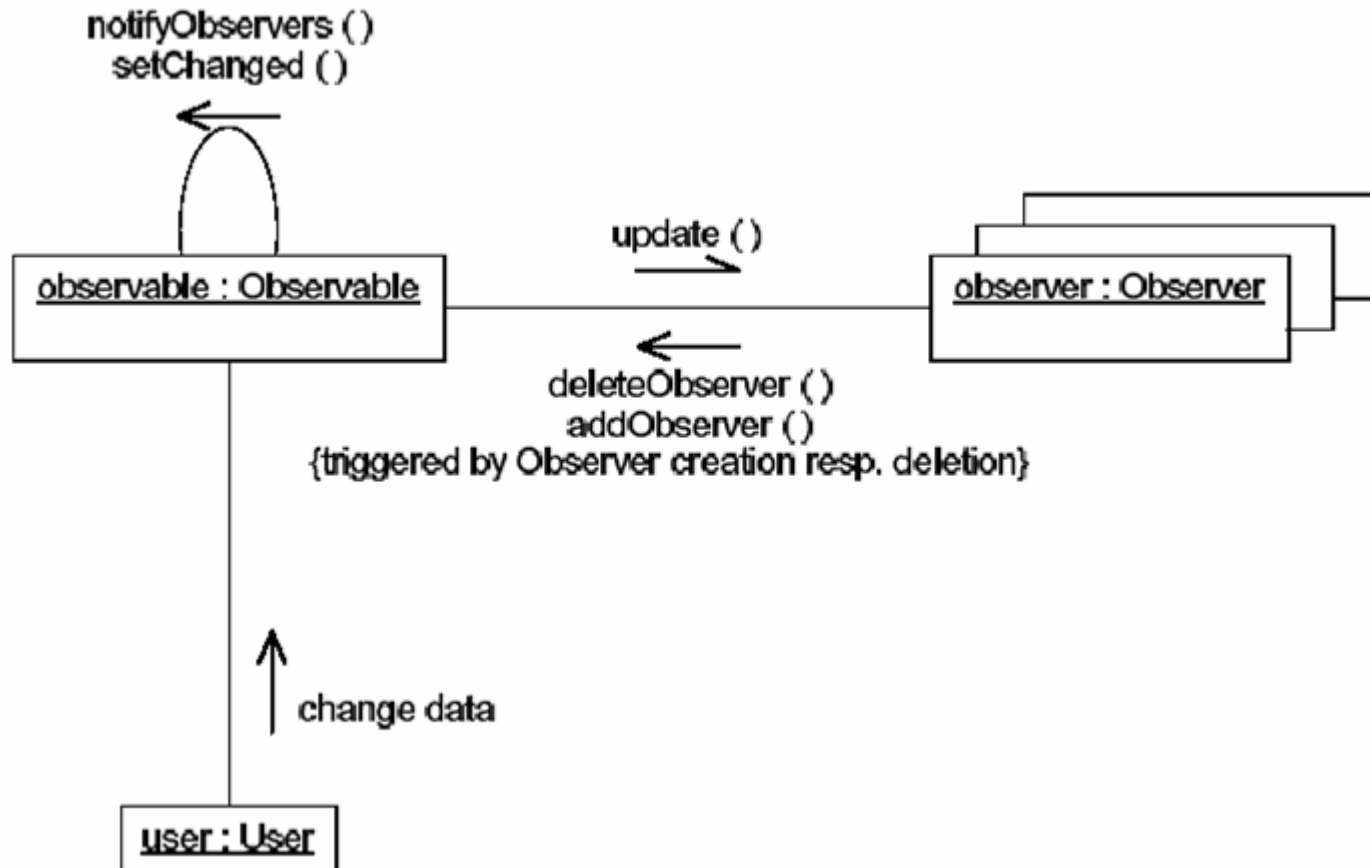 notifyObservers ( )
setChanged ( )
update ( )
observable : Observable
observer : Observer
deleteObserver ( )
addObserver ( )
{triggered by Observer creation resp. deletion}
change data
user : User